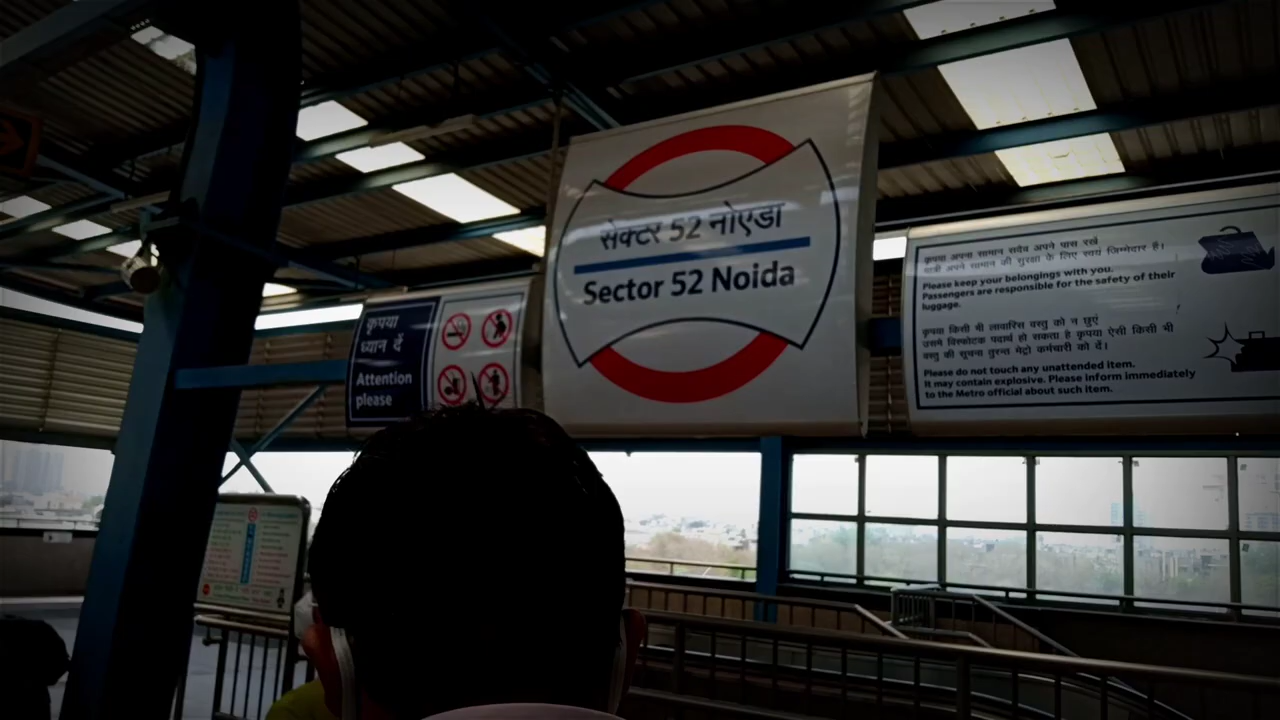 सेक्टर 52 नोएडा
Sector 52 Noida
कृपया
ध्यान दें
Attention
please
कृपया अपना सामान सदैव अपने पास रखें
यात्री अपने सामान की सुरक्षा के लिए स्वयं जिम्मेदार है।
Please keep your belongings with you.
Passengers are responsible for the safety of their
luggage.
कृपया किसी भी लावारिस वस्तु को न छुएं
उसमें विस्फोटक पदार्थ हो सकता है कृपया ऐसी किसी भी
वस्तु की सूचना तुरन्त मेट्रो कर्मचारी को दें।
Please do not touch any unattended item.
It may contain explosive. Please inform immediately
to the Metro official about such item.